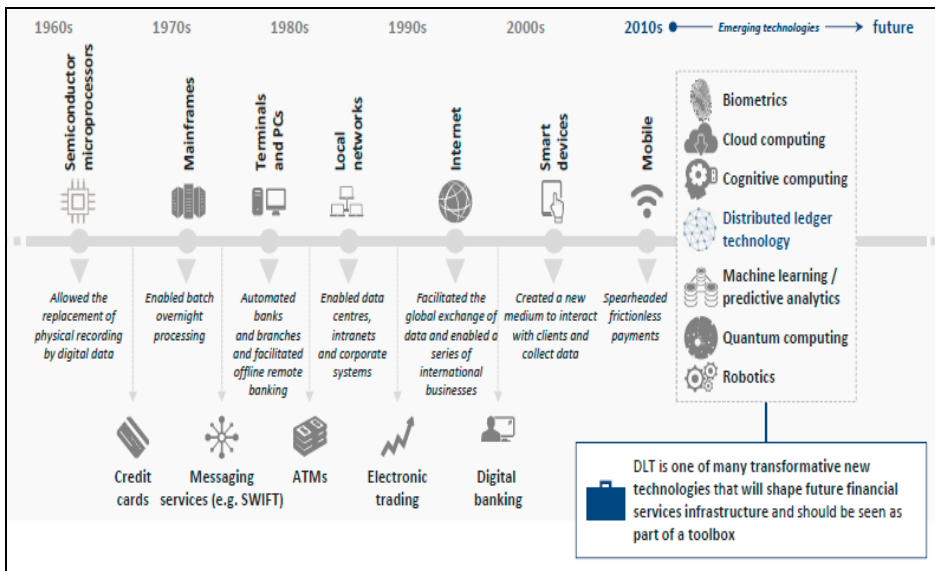 1960s 1970s 1980s 1990s 2000s 2010s Emerging technologies future
Semiconductor
microprocessors
Mainframes
Terminals
and PCs
Local
networks
Internet
Smart
devices
Mobile
Biometrics
Cloud computing
Cognitive computing
Distributed ledger
technology
Machine learning /
predictive analytics
Quantum computing
Robotics
Allowed the
replacement of
physical recording
by digital data
Enabled batch
overnight
processing
Automated
banks
and branches
and facilitated
offline remote
banking
Enabled data
centres,
intranets
and corporate
systems
Facilitated the
global exchange of
data and enabled a
series of
international
businesses
Created a new
medium to interact
with clients and
collect data
Spearheaded
frictionless
payments
Credit
cards
Messaging
services (e.g. SWIFT)
ATMs
Electronic
trading
Digital
banking
DLT is one of many transformative new
technologies that will shape future financial
services infrastructure and should be seen as
part of a toolbox